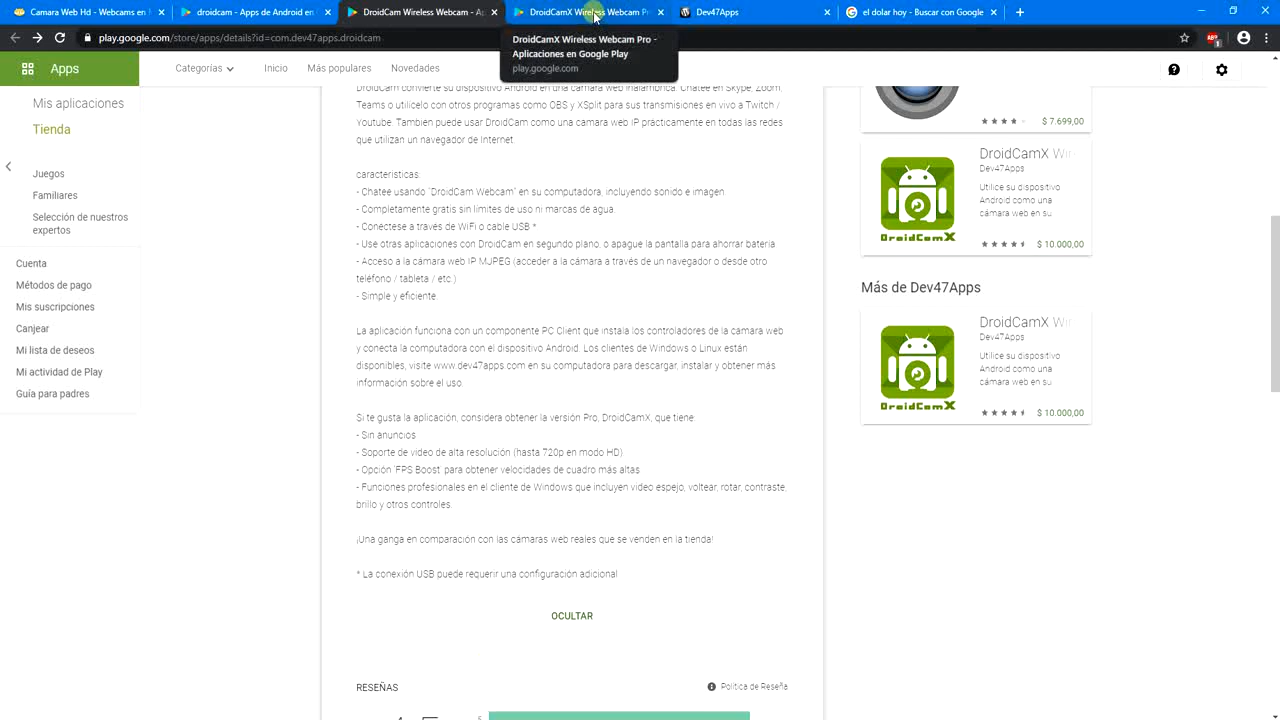 Camara Web Hd - Webcams en M
droidcam - Apps de Android en
DroidCam Wireless Webcam - Ap
DroidCamX Wireless Webcam Pr
Dev47Apps
el dolar hoy - Buscar con Google
play.google.com/store/apps/details?id=com.dev47apps.droidcam
DroidCamX Wireless Webcam Pro -
Aplicaciones en Google Play
play.google.com
Apps
Categorías
Inicio
Más populares
Novedades
Mis aplicaciones
Tienda
Juegos
Familiares
Selección de nuestros
expertos
Cuenta
Métodos de pago
Mis suscripciones
Canjear
Mi lista de deseos
Mi actividad de Play
Guía para padres
DroidCam convierte su dispositivo Android en una cámara web inalámbrica. Chatee en Skype, Zoom,
Teams o utilícelo con otros programas como OBS y XSplit para sus transmisiones en vivo a Twitch /
Youtube. También puede usar DroidCam como una cámara web IP prácticamente en todas las redes
que utilizan un navegador de Internet.
características:
- Chatee usando "DroidCam Webcam" en su computadora, incluyendo sonido e imagen.
- Completamente gratis sin límites de uso ni marcas de agua.
- Conéctese a través de WiFi o cable USB *
- Use otras aplicaciones con DroidCam en segundo plano, o apague la pantalla para ahorrar batería
- Acceso a la cámara web IP MJPEG (acceder a la cámara a través de un navegador o desde otro
teléfono / tableta / etc.)
- Simple y eficiente.
La aplicación funciona con un componente PC Client que instala los controladores de la cámara web
y conecta la computadora con el dispositivo Android. Los clientes de Windows o Linux están
disponibles, visite www.dev47apps.com en su computadora para descargar, instalar y obtener más
información sobre el uso.
Si te gusta la aplicación, considera obtener la versión Pro, DroidCamX, que tiene:
- Sin anuncios
- Soporte de video de alta resolución (hasta 720p en modo HD)
- Opción 'FPS Boost' para obtener velocidades de cuadro más altas
- Funciones profesionales en el cliente de Windows que incluyen video espejo, voltear, rotar, contraste,
brillo y otros controles.
¡Una ganga en comparación con las cámaras web reales que se venden en la tienda!
* La conexión USB puede requerir una configuración adicional
OCULTAR
RESEÑAS
Política de Reseña
$ 7.699,00
DroidCamX Wir
Dev47Apps
Utilice su dispositivo
Android como una
cámara web en su
DroidCamX
$ 10.000,00
Más de Dev47Apps
DroidCamX Wir
Dev47Apps
Utilice su dispositivo
Android como una
cámara web en su
DroidCamX
$ 10.000,00